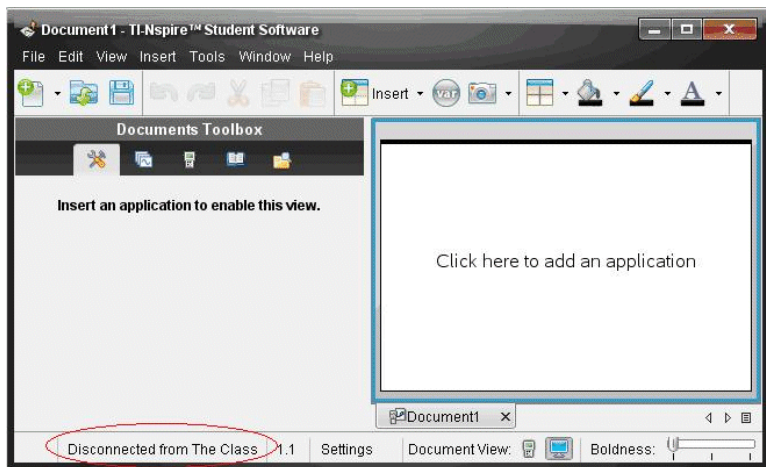 Document1 - TI-Nspire™ Student Software
File Edit View Insert Tools Window Help
Insert var A
Documents Toolbox
Insert an application to enable this view.
Click here to add an application
Document1
Disconnected from The Class 1.1 Settings Document View: Boldness: